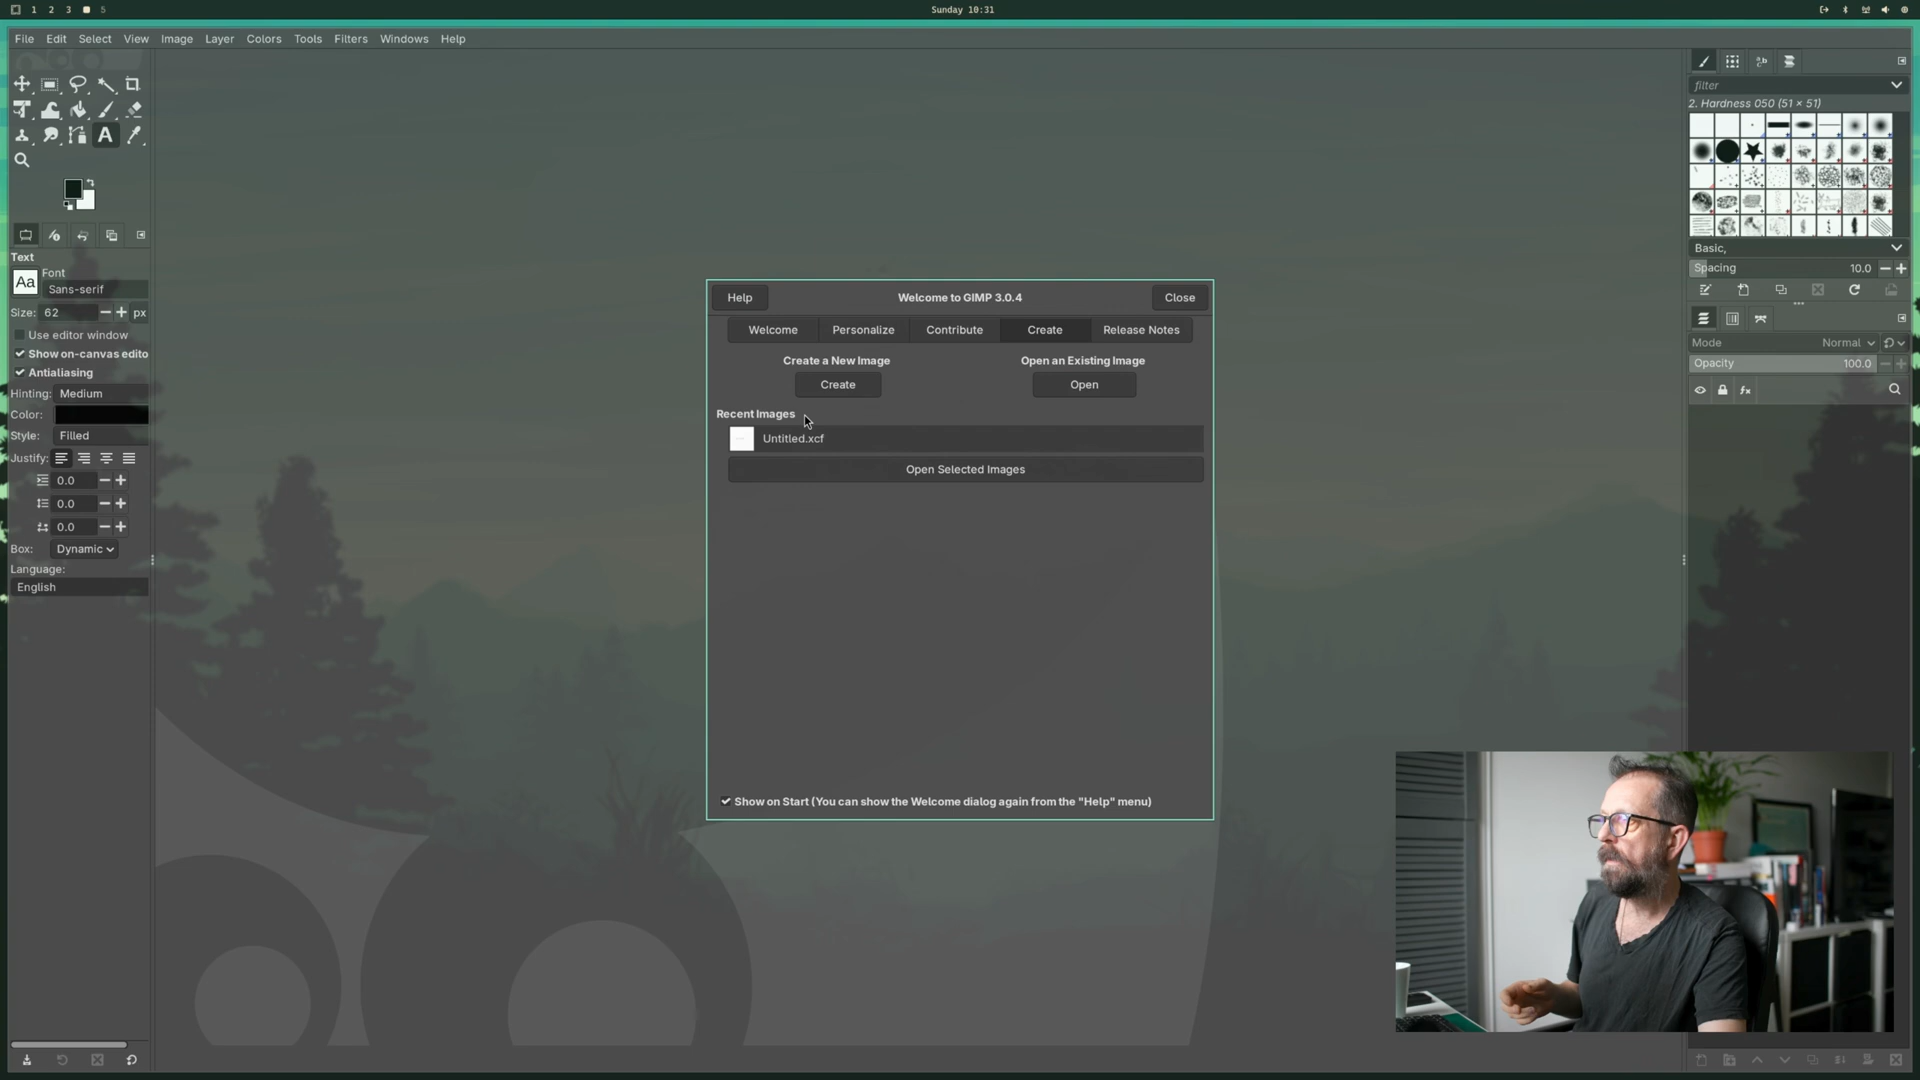 1 2 3 5
Sunday 10:31
File Edit Select View Image Layer Colors Tools Filters Windows Help
filter
2. Hardness 050 (51 × 51)
Basic,
Spacing 10.0
Mode Normal
Opacity 100.0
Text
Aa
Font
Sans-serif
Size: 62 px
Use editor window
Show on-canvas edito
Antialiasing
Hinting: Medium
Color:
Style: Filled
Justify:
0.0
0.0
0.0
Box: Dynamic
Language:
English
Help Welcome to GIMP 3.0.4 Close
Welcome Personalize Contribute Create Release Notes
Create a New Image Open an Existing Image
Create Open
Recent Images
Untitled.xcf
Open Selected Images
Show on Start (You can show the Welcome dialog again from the "Help" menu)